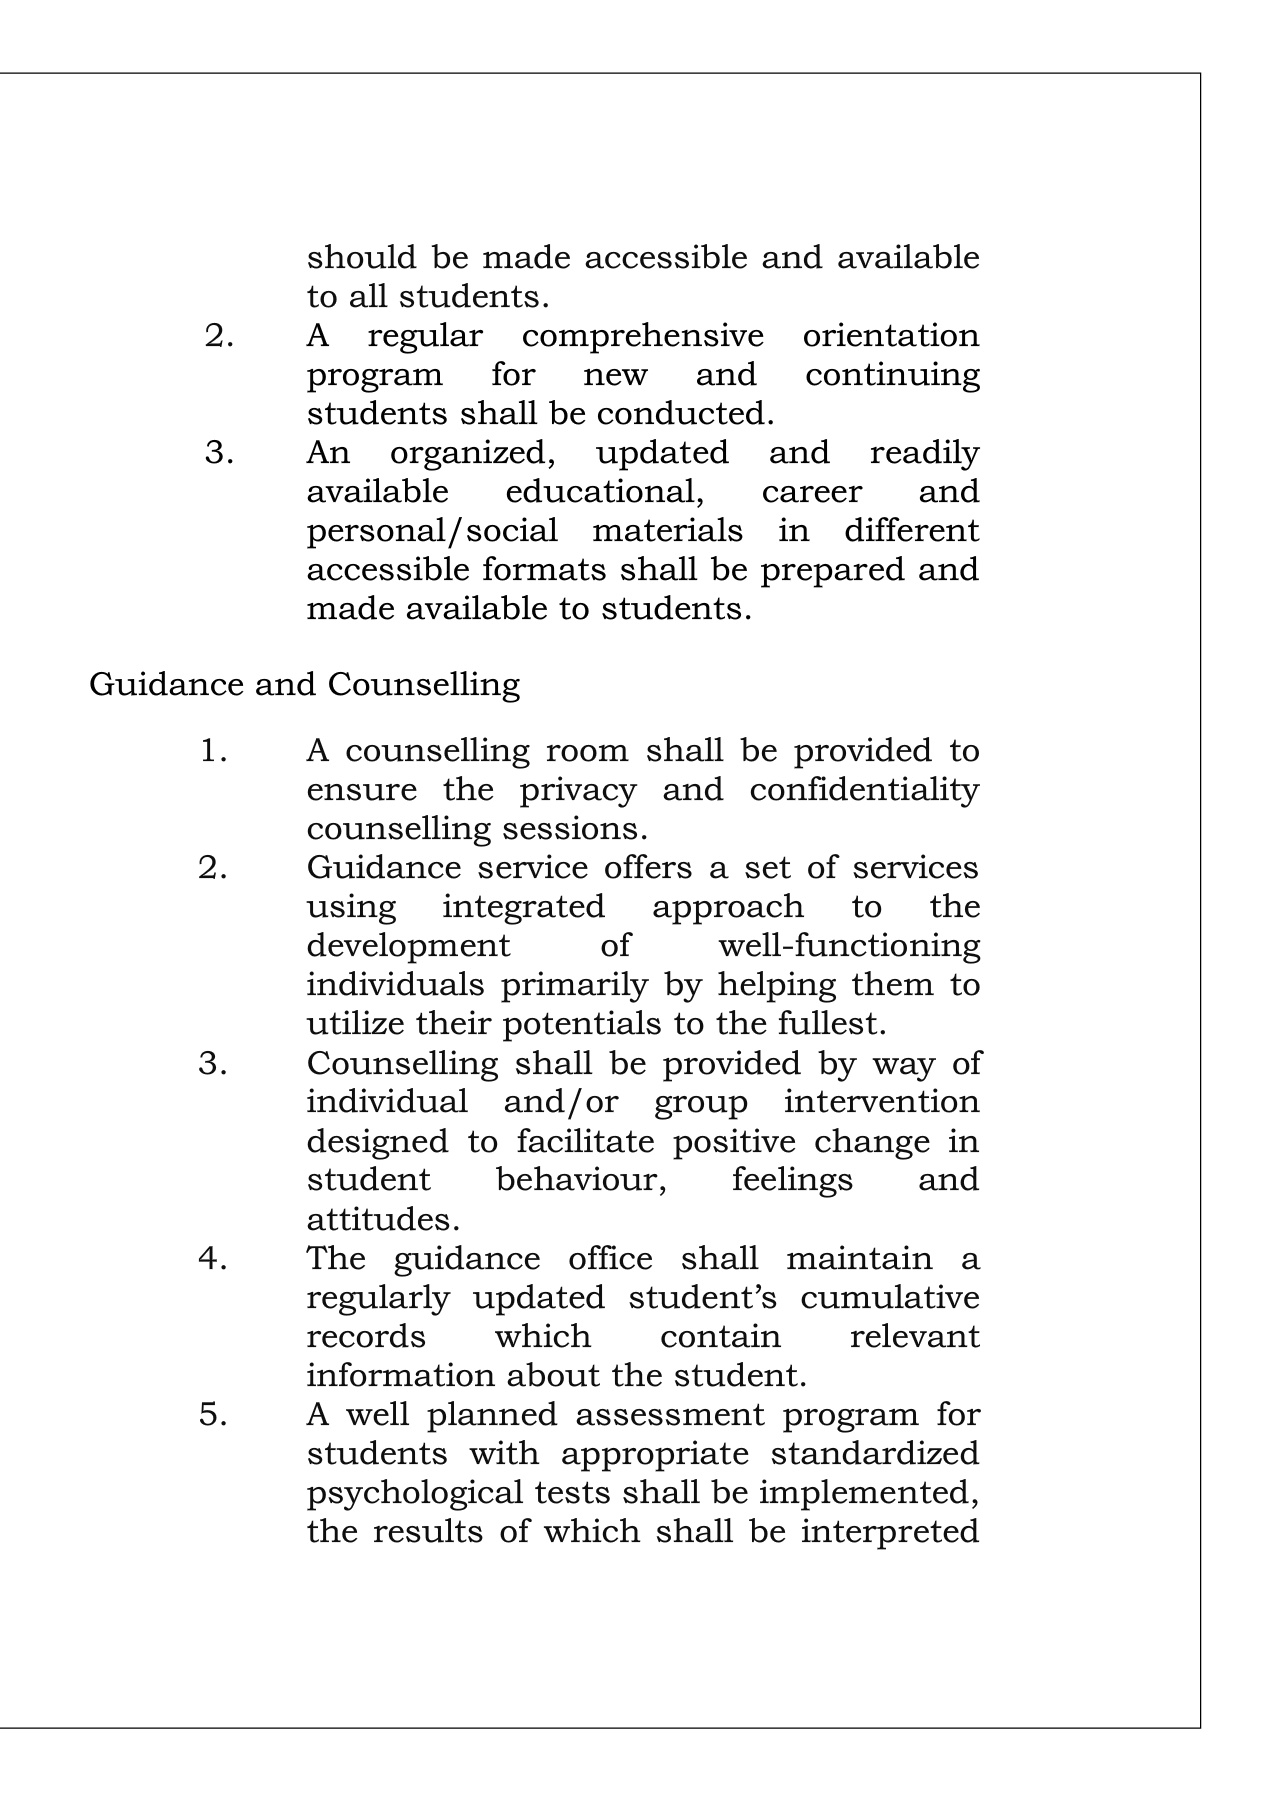 should be made accessible and available
to all students.
2. A regular comprehensive orientation
program for new and continuing
students shall be conducted.
3. An organized, updated and readily
available educational, career and
personal/social materials in different
accessible formats shall be prepared and
made available to students.
Guidance and Counselling
1. A counselling room shall be provided to
ensure the privacy and confidentiality
counselling sessions.
2. Guidance service offers a set of services
using integrated approach to the
development of well-functioning
individuals primarily by helping them to
utilize their potentials to the fullest.
3. Counselling shall be provided by way of
individual and/or group intervention
designed to facilitate positive change in
student behaviour, feelings and
attitudes.
4. The guidance office shall maintain a
regularly updated student’s cumulative
records which contain relevant
information about the student.
5. A well planned assessment program for
students with appropriate standardized
psychological tests shall be implemented,
the results of which shall be interpreted